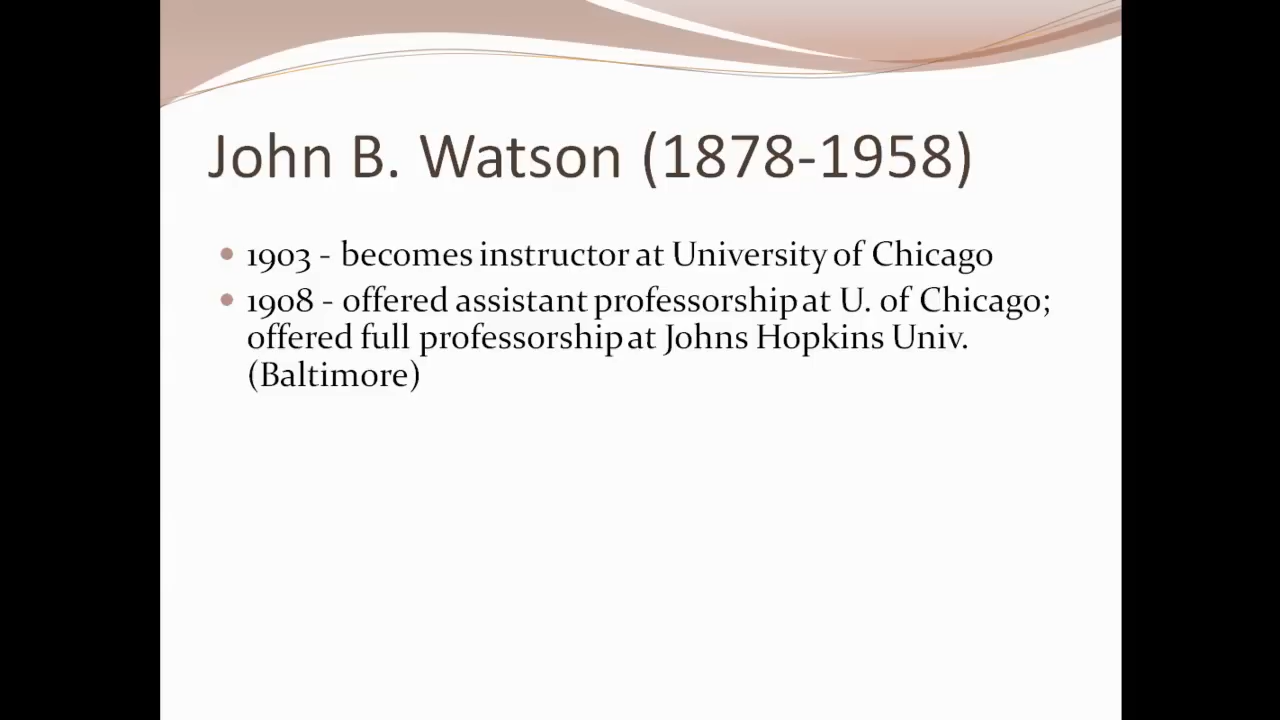 John B. Watson (1878-1958)
• 1903 - becomes instructor at University of Chicago
• 1908 - offered assistant professorship at U. of Chicago;
offered full professorship at Johns Hopkins Univ.
(Baltimore)